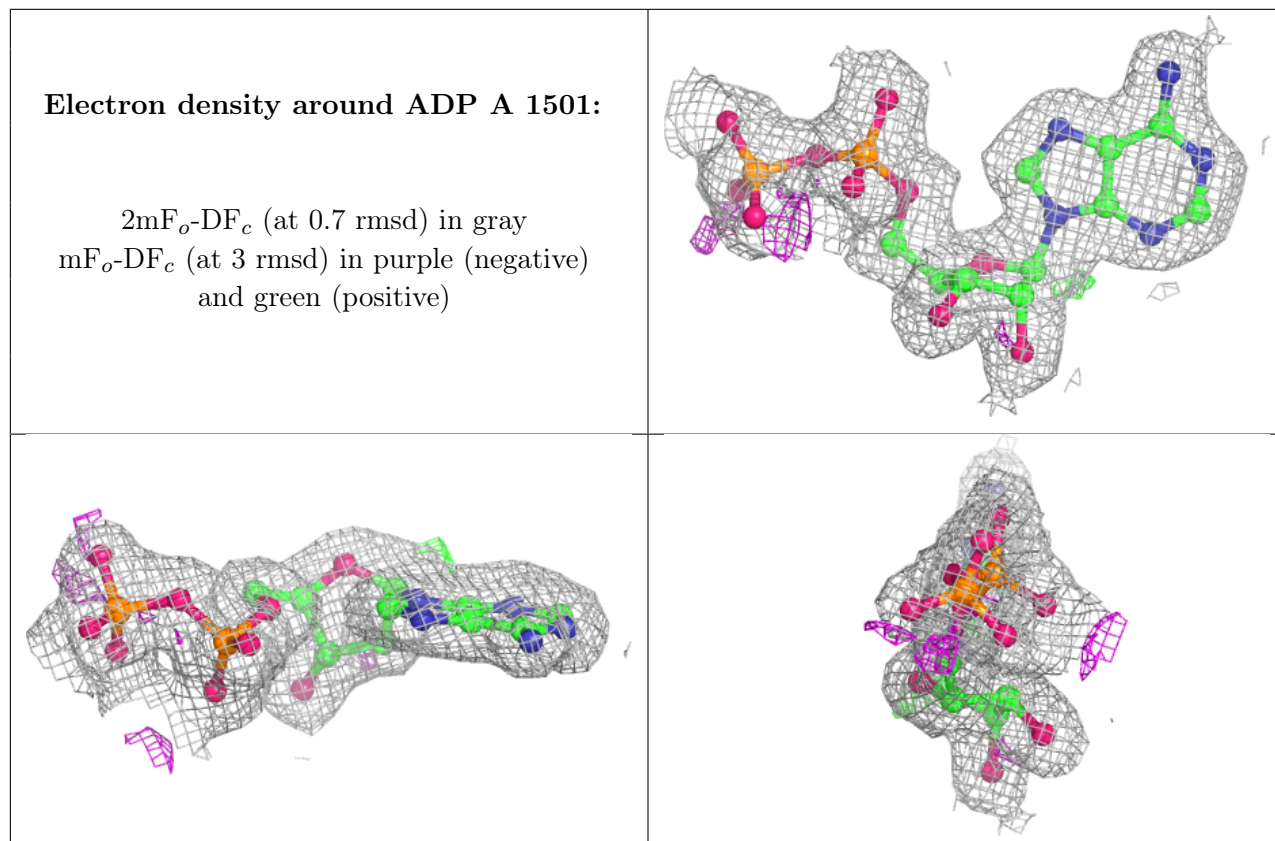 Electron density around ADP A 1501:
2mFo-DFc (at 0.7 rmsd) in gray
mFo-DFc (at 3 rmsd) in purple (negative)
and green (positive)